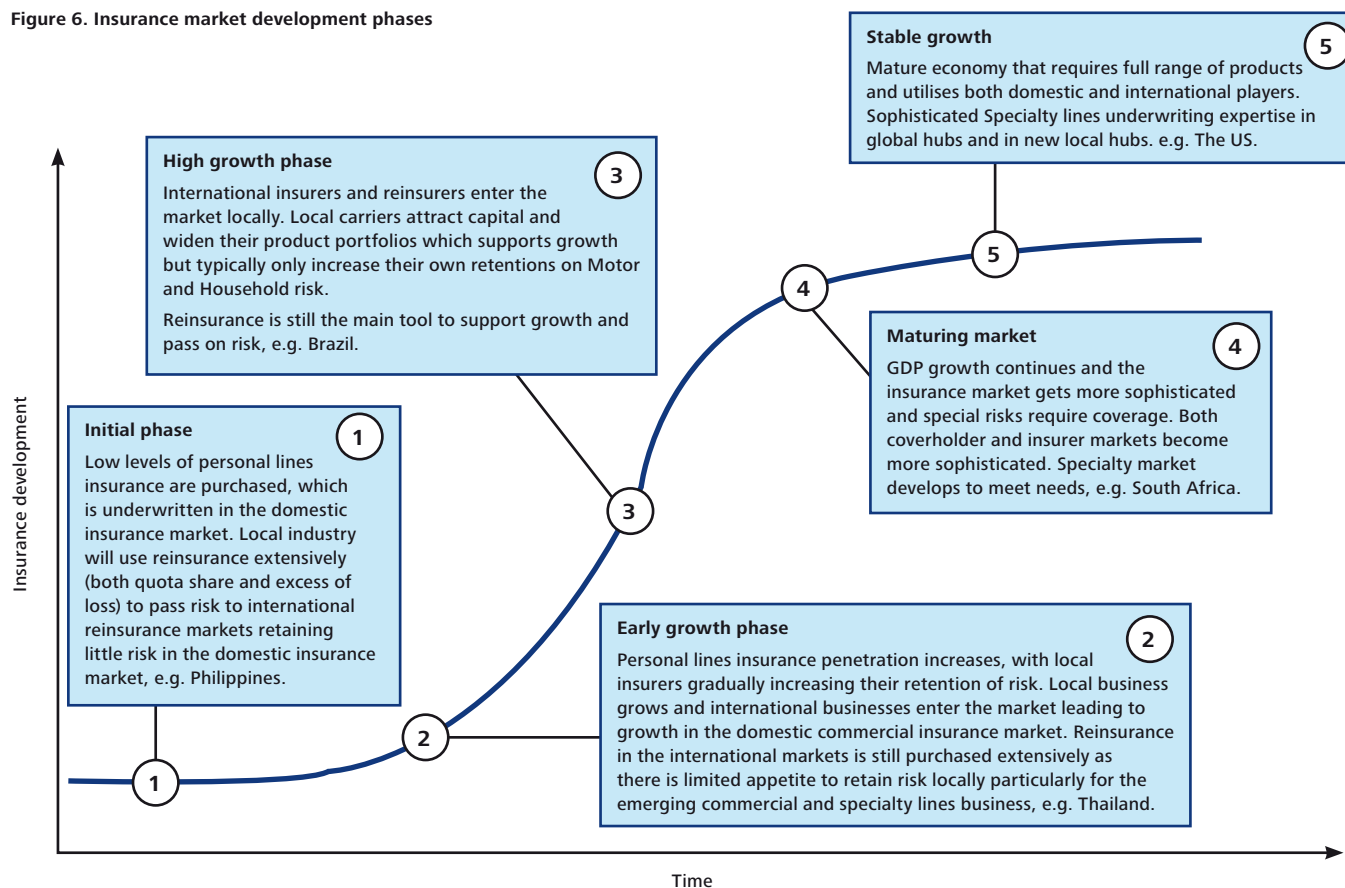 Figure 6. Insurance market development phases
Stable growth
5
Mature economy that requires full range of products
and utilises both domestic and international players.
Sophisticated Specialty lines underwriting expertise in
global hubs and in new local hubs. e.g. The US.
High growth phase
3
International insurers and reinsurers enter the
market locally. Local carriers attract capital and
widen their product portfolios which supports growth
but typically only increase their own retentions on Motor
and Household risk.
Reinsurance is still the main tool to support growth and
pass on risk, e.g. Brazil.
5
4
Maturing market
4
GDP growth continues and the
insurance market gets more sophisticated
and special risks require coverage. Both
coverholder and insurer markets become
more sophisticated. Specialty market
develops to meet needs, e.g. South Africa.
Initial phase
1
Low levels of personal lines
insurance are purchased, which
is underwritten in the domestic
insurance market. Local industry
will use reinsurance extensively
(both quota share and excess of
loss) to pass risk to international
reinsurance markets retaining
little risk in the domestic insurance
market, e.g. Philippines.
3
Early growth phase
2
Personal lines insurance penetration increases, with local
insurers gradually increasing their retention of risk. Local business
grows and international businesses enter the market leading to
growth in the domestic commercial insurance market. Reinsurance
in the international markets is still purchased extensively as
there is limited appetite to retain risk locally particularly for the
emerging commercial and specialty lines business, e.g. Thailand.
2
1
Insurance development
Time